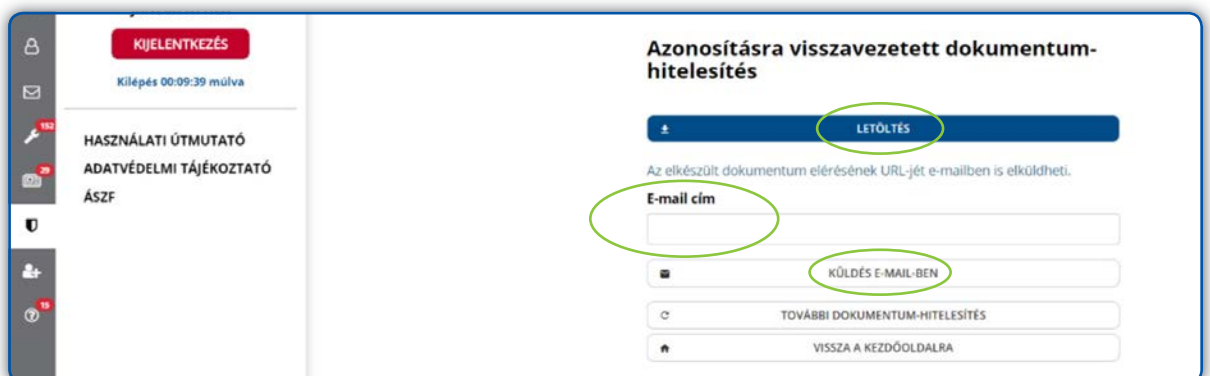 KIJELENTKEZÉS
Kilépés 00:09:39 múlva
152
29
15
HASZNÁLATI ÚTMUTATÓ
ADATVÉDELMI TÁJÉKOZTATÓ
ÁSZF
Azonosításra visszavezetett dokumentum-
hitelesítés
LETÖLTÉS
Az elkészült dokumentum elérésének URL-jét e-mailben is elküldheti.
E-mail cím
KÜLDÉS E-MAIL-BEN
TOVÁBBI DOKUMENTUM-HITELESÍTÉS
VISSZA A KEZDŐOLDALRA